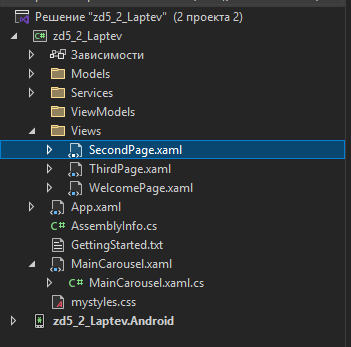 Решение "zd5_2_Laptev" (2 проекта 2)
zd5_2_Laptev
Зависимости
Models
Services
ViewModels
Views
SecondPage.xaml
ThirdPage.xaml
WelcomePage.xaml
App.xaml
C# AssemblyInfo.cs
GettingStarted.txt
MainCarousel.xaml
C# MainCarousel.xaml.cs
mystyles.css
zd5_2_Laptev.Android